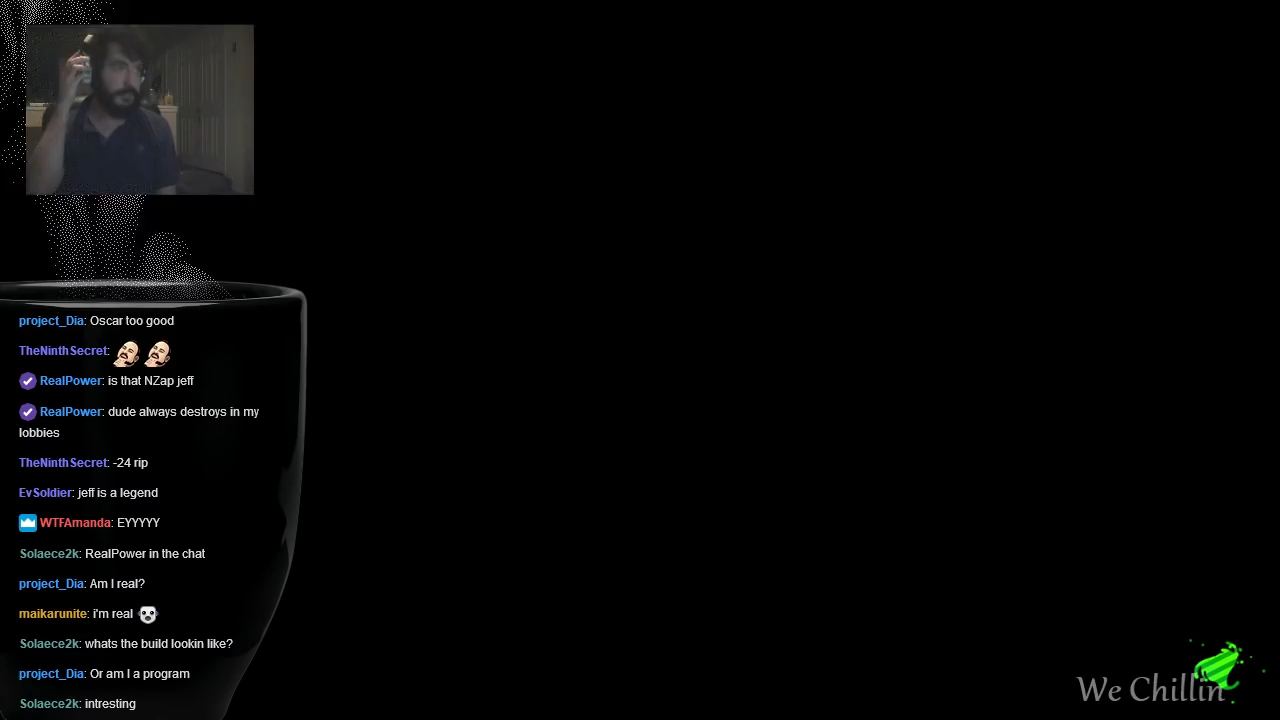 project_Dia: Oscar too good
TheNinthSecret:
RealPower: is that NZap jeff
RealPower: dude always destroys in my
lobbies
TheNinthSecret: -24 rip
EvSoldier: jeff is a legend
WTFAmanda: EYYYYY
Solaece2k: RealPower in the chat
project_Dia: Am I real?
maikarunite: i'm real
Solaece2k: whats the build lookin like?
project_Dia: Or am I a program
Solaece2k: intresting
We Chillin